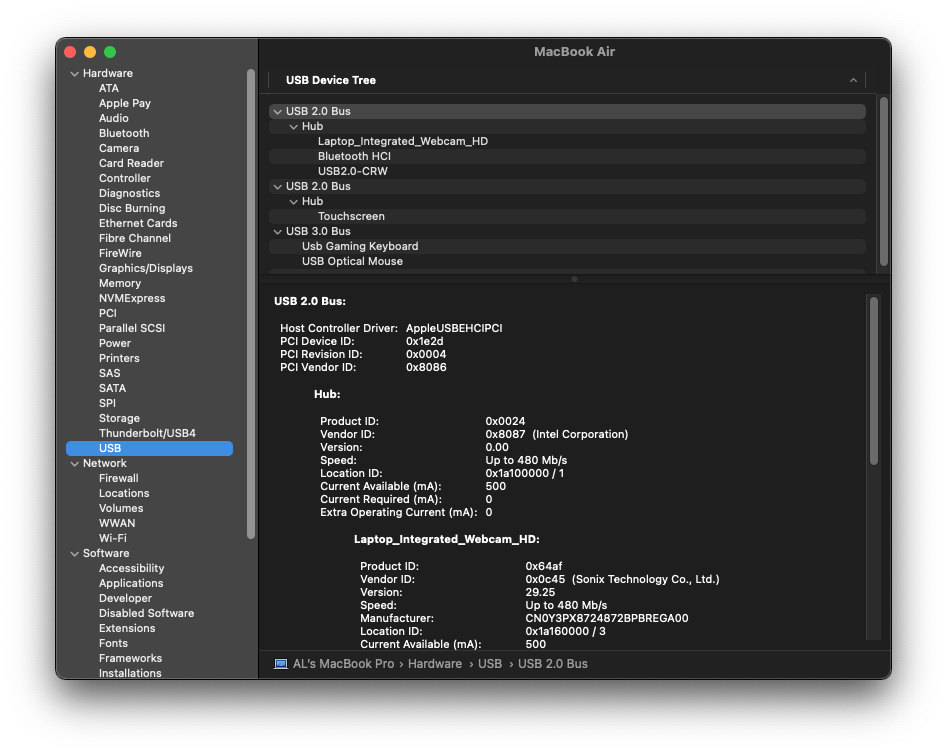 MacBook Air
Hardware
ATA
Apple Pay
Audio
Bluetooth
Camera
Card Reader
Controller
Diagnostics
Disc Burning
Ethernet Cards
Fibre Channel
FireWire
Graphics/Displays
Memory
NVMExpress
PCI
Parallel SCSI
Power
Printers
SAS
SATA
SPI
Storage
Thunderbolt/USB4
USB
Network
Firewall
Locations
Volumes
WWAN
Wi-Fi
Software
Accessibility
Applications
Developer
Disabled Software
Extensions
Fonts
Frameworks
Installations
USB Device Tree
USB 2.0 Bus
Hub
Laptop_Integrated_Webcam_HD
Bluetooth HCI
USB2.0-CRW
USB 2.0 Bus
Hub
Touchscreen
USB 3.0 Bus
Usb Gaming Keyboard
USB Optical Mouse
USB 2.0 Bus:
Host Controller Driver: AppleUSBEHCIPCI
PCI Device ID: 0x1e2d
PCI Revision ID: 0x0004
PCI Vendor ID: 0x8086
Hub:
Product ID: 0x0024
Vendor ID: 0x8087 (Intel Corporation)
Version: 0.00
Speed: Up to 480 Mb/s
Location ID: 0x1a100000 / 1
Current Available (mA): 500
Current Required (mA): 0
Extra Operating Current (mA): 0
Laptop_Integrated_Webcam_HD:
Product ID: 0x64af
Vendor ID: 0x0c45 (Sonix Technology Co., Ltd.)
Version: 29.25
Speed: Up to 480 Mb/s
Manufacturer: CN0Y3PX8724872BPBREGA00
Location ID: 0x1a160000 / 3
Current Available (mA): 500
AL's MacBook Pro › Hardware › USB › USB 2.0 Bus